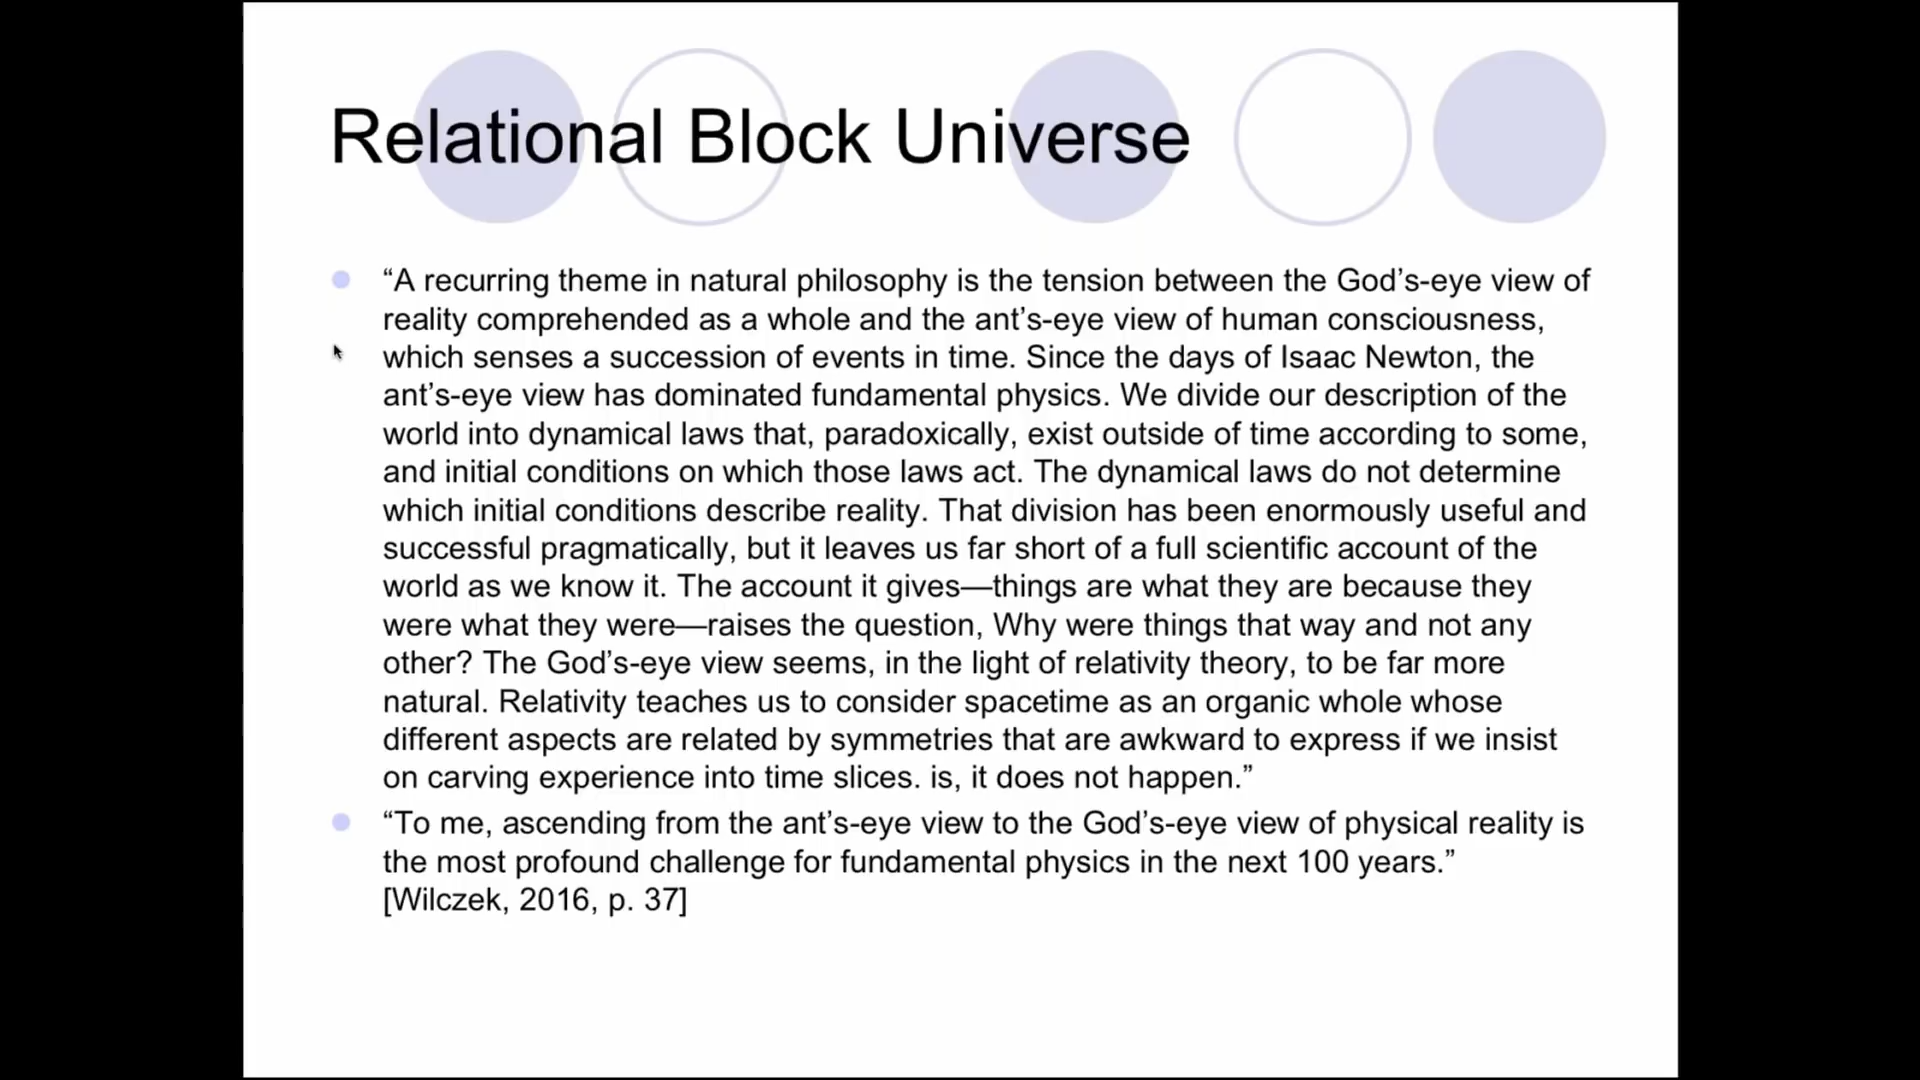 Relational Block Universe
“A recurring theme in natural philosophy is the tension between the God’s-eye view of
reality comprehended as a whole and the ant’s-eye view of human consciousness,
which senses a succession of events in time. Since the days of Isaac Newton, the
ant’s-eye view has dominated fundamental physics. We divide our description of the
world into dynamical laws that, paradoxically, exist outside of time according to some,
and initial conditions on which those laws act. The dynamical laws do not determine
which initial conditions describe reality. That division has been enormously useful and
successful pragmatically, but it leaves us far short of a full scientific account of the
world as we know it. The account it gives—things are what they are because they
were what they were—raises the question, Why were things that way and not any
other? The God’s-eye view seems, in the light of relativity theory, to be far more
natural. Relativity teaches us to consider spacetime as an organic whole whose
different aspects are related by symmetries that are awkward to express if we insist
on carving experience into time slices. is, it does not happen.”
“To me, ascending from the ant’s-eye view to the God’s-eye view of physical reality is
the most profound challenge for fundamental physics in the next 100 years.”
[Wilczek, 2016, p. 37]